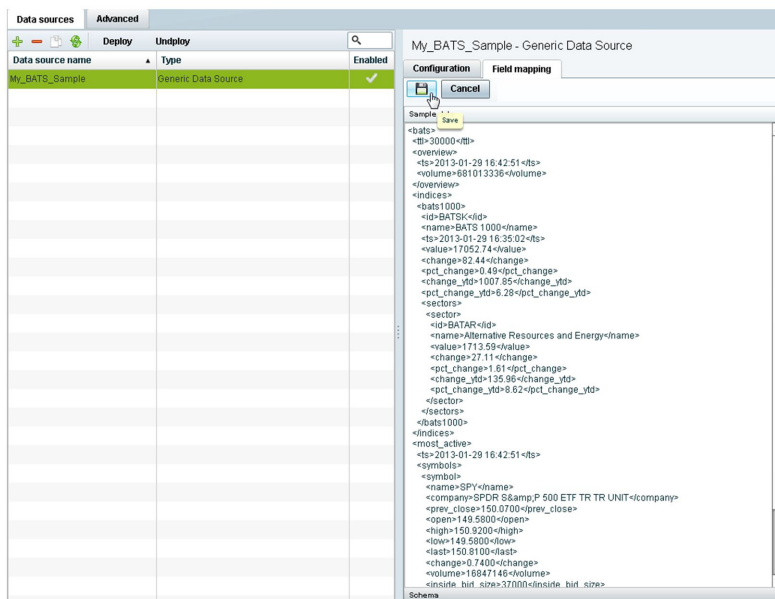 Data sources Advanced
Deploy Undploy
Data source name Type Enabled
My_BATS_Sample Generic Data Source
My_BATS_Sample - Generic Data Source
Configuration Field mapping
Cancel
Save
Sample
<bats>
<ttl>30000</ttl>
<overview>
<ts>2013-01-29 16:42:51</ts>
<volume>681013336</volume>
</overview>
<indices>
<bats1000>
<id>BATSK</id>
<name>BATS 1000</name>
<ts>2013-01-29 16:35:02</ts>
<value>17052.74</value>
<change>82.44</change>
<pct_change>0.49</pct_change>
<change_ytd>1007.85</change_ytd>
<pct_change_ytd>6.28</pct_change_ytd>
<sectors>
<sector>
<id>BATAR</id>
<name>Alternative Resources and Energy</name>
<value>1713.59</value>
<change>27.11</change>
<pct_change>1.61</pct_change>
<change_ytd>135.96</change_ytd>
<pct_change_ytd>8.62</pct_change_ytd>
</sector>
</sectors>
</bats1000>
</indices>
<most_active>
<ts>2013-01-29 16:42:51</ts>
<symbols>
<symbol>
<name>SPY</name>
<company>SPDR S&amp;P 500 ETF TR TR UNIT</company>
<prev_close>150.0700</prev_close>
<open>149.5800</open>
<high>150.9200</high>
<low>149.5800</low>
<last>150.8100</last>
<change>0.7400</change>
<volume>16847146</volume>
<inside_bid_size>37000</inside_bid_size>
Schema